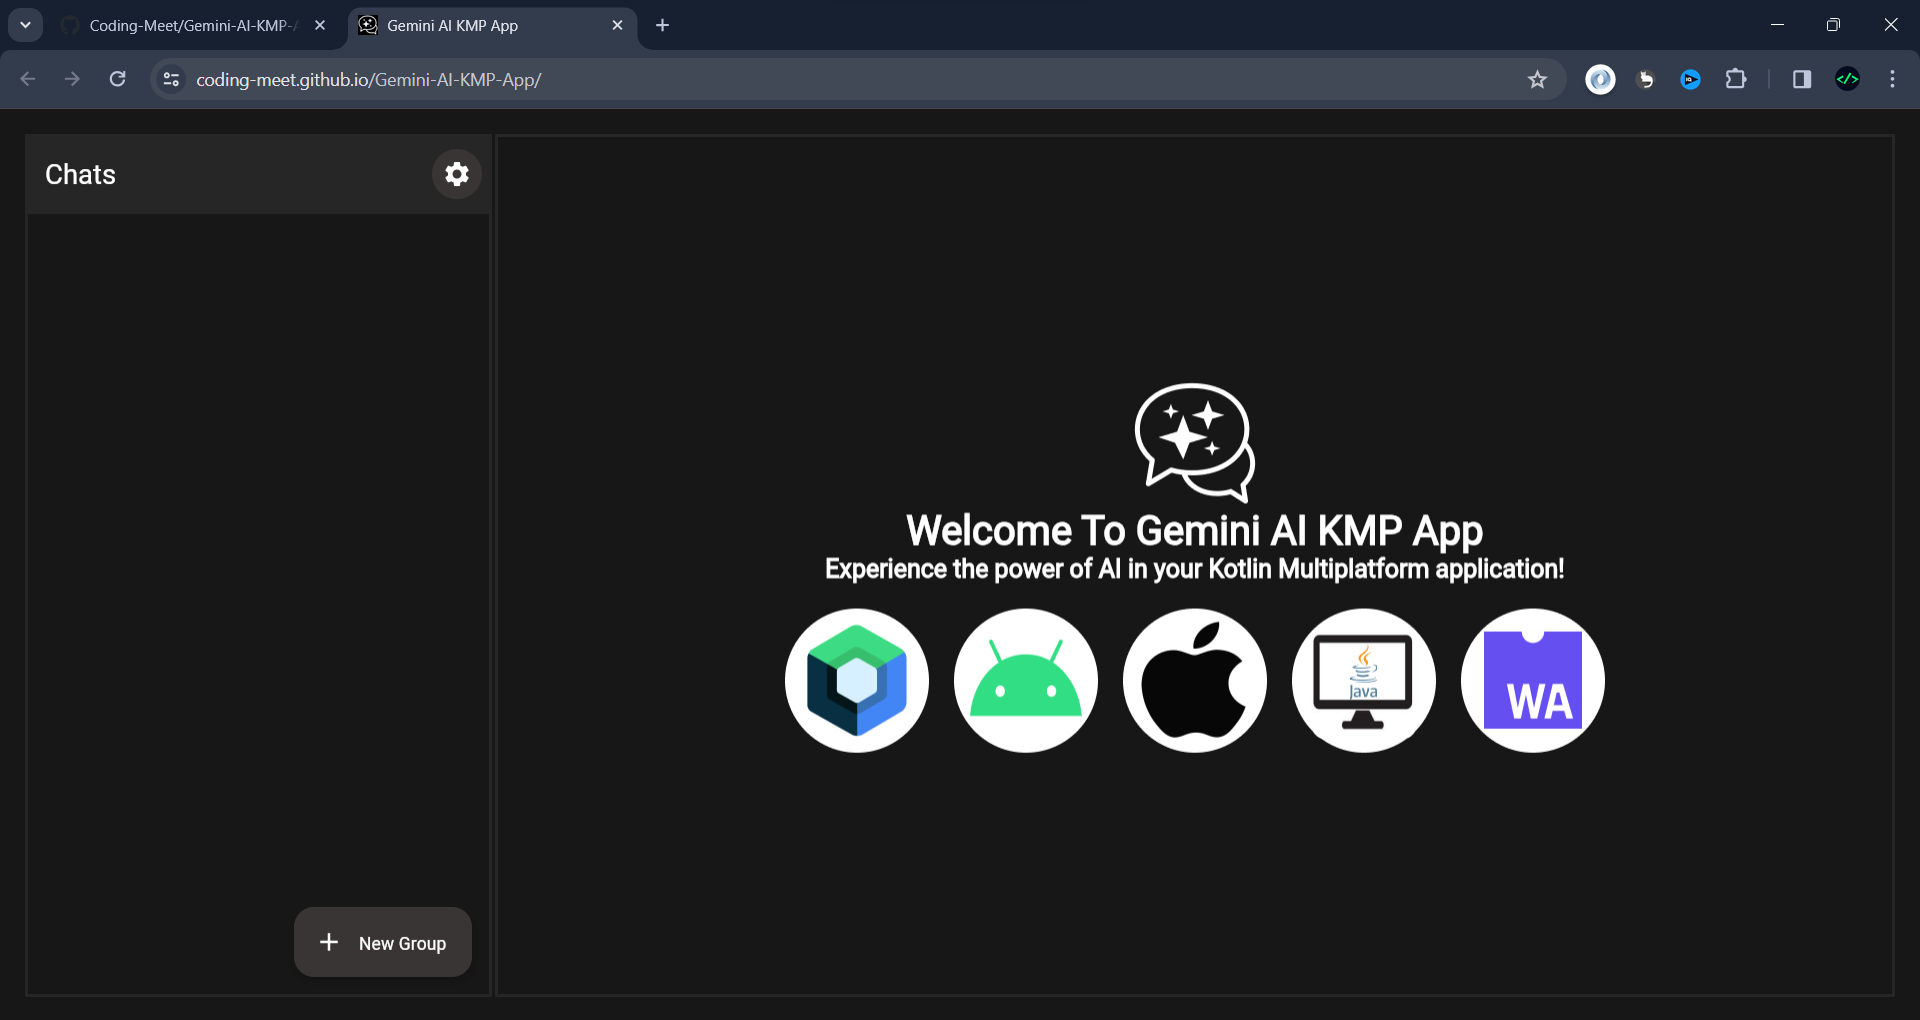 Coding-Meet/Gemini-AI-KMP-
Gemini AI KMP App
coding-meet.github.io/Gemini-AI-KMP-App/
Chats
Welcome To Gemini AI KMP App
Experience the power of AI in your Kotlin Multiplatform application!
Java
WA
New Group